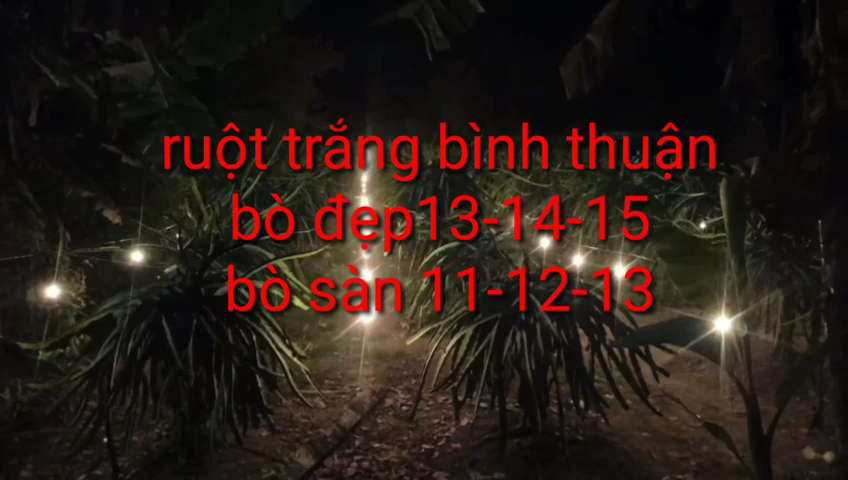 ruột trắng bình thuận
bò đẹp13-14-15
bò sàn 11-12-13